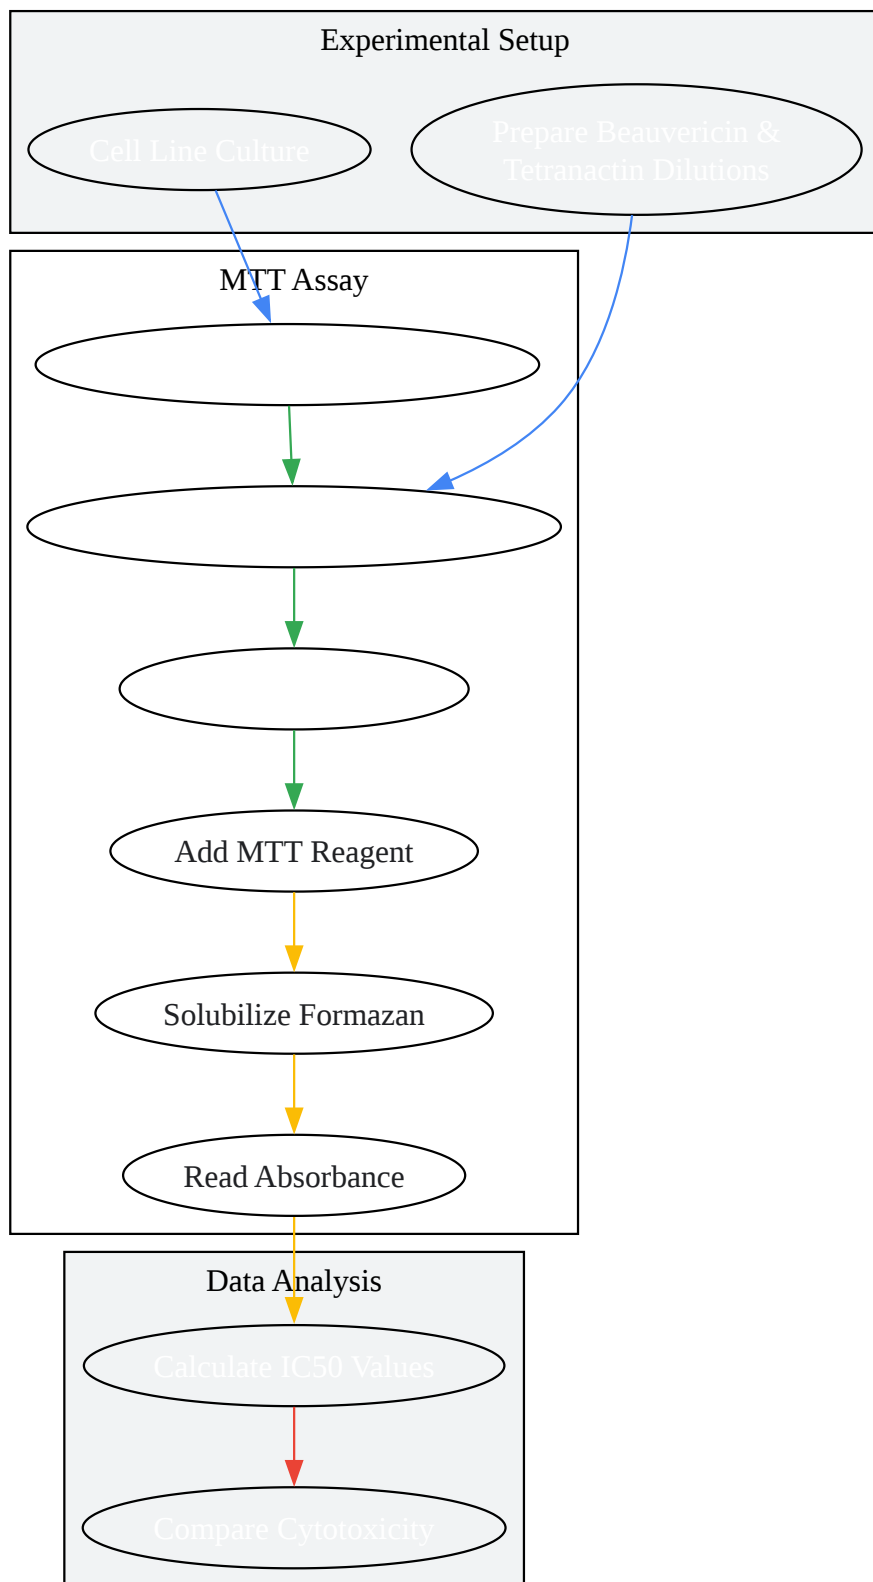 Experimental Setup
Cell Line Culture
Prepare Beauvericin &
Tetranactin Dilutions
MTT Assay
Add MTT Reagent
Solubilize Formazan
Read Absorbance
Data Analysis
Calculate IC50 Values
Compare Cytotoxicity